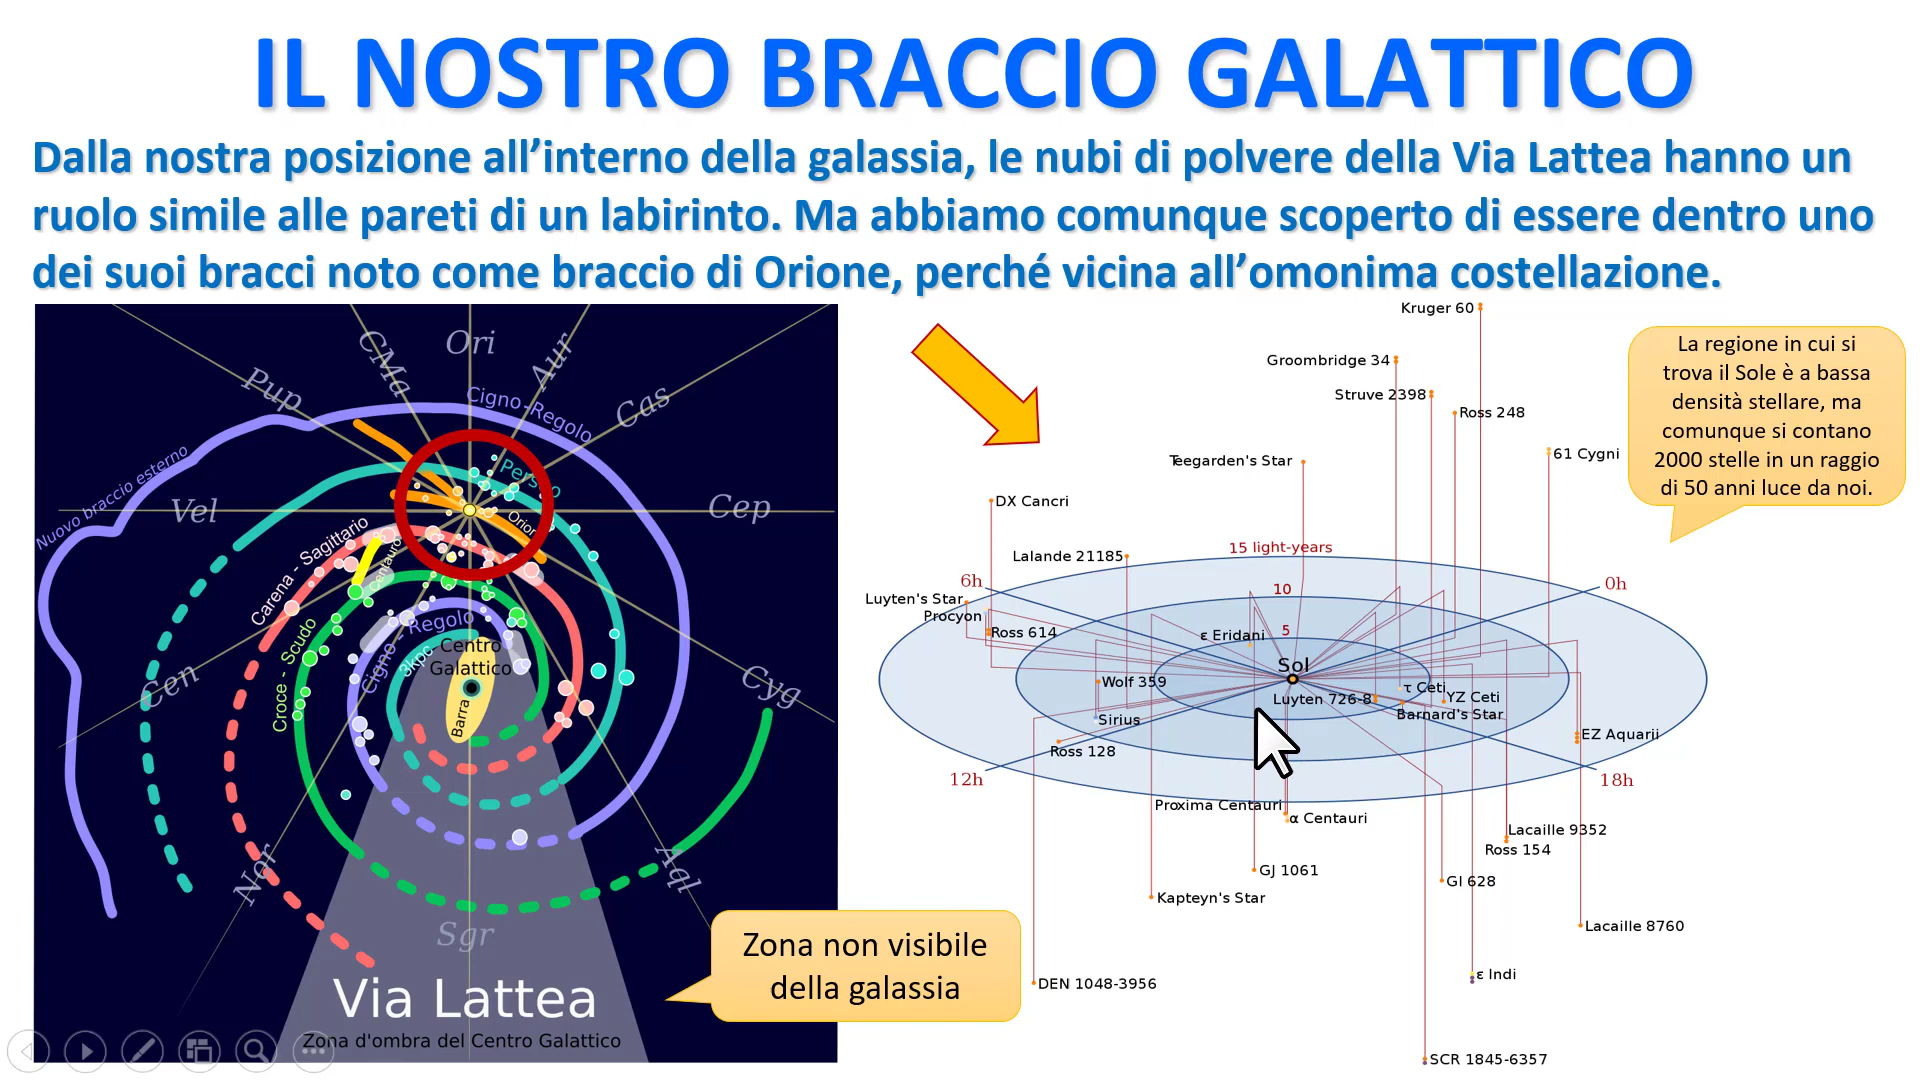 IL NOSTRO BRACCIO GALATTICO
Dalla nostra posizione all’interno della galassia, le nubi di polvere della Via Lattea hanno un
ruolo simile alle pareti di un labirinto. Ma abbiamo comunque scoperto di essere dentro uno
dei suoi bracci noto come braccio di Orione, perché vicina all’omonima costellazione.
Ori
CMa
Aur
Pup
Cas
Cigno-Regolo
Nuovo braccio esterno
Perseo
Vel
Cep
Orion
Carena - Sagittario
Centauro
Croce - Scudo
Cigno - Regolo
3kpc
Centro
Galattico
Barra
Cen
Cyg
Nor
Aql
Sgr
Via Lattea
Zona d'ombra del Centro Galattico
Zona non visibile
della galassia
Kruger 60
Groombridge 34
Struve 2398
Ross 248
61 Cygni
Teegarden's Star
DX Cancri
Lalande 21185
15 light-years
6h
0h
10
Luyten's Star
Procyon
Ross 614
5
ε Eridani
Sol
Wolf 359
Luyten 726-8
τ Ceti
YZ Ceti
Barnard's Star
Sirius
EZ Aquarii
Ross 128
12h
18h
Proxima Centauri
α Centauri
Lacaille 9352
Ross 154
GJ 1061
Gl 628
Kapteyn's Star
Lacaille 8760
ε Indi
DEN 1048-3956
SCR 1845-6357
La regione in cui si
trova il Sole è a bassa
densità stellare, ma
comunque si contano
2000 stelle in un raggio
di 50 anni luce da noi.